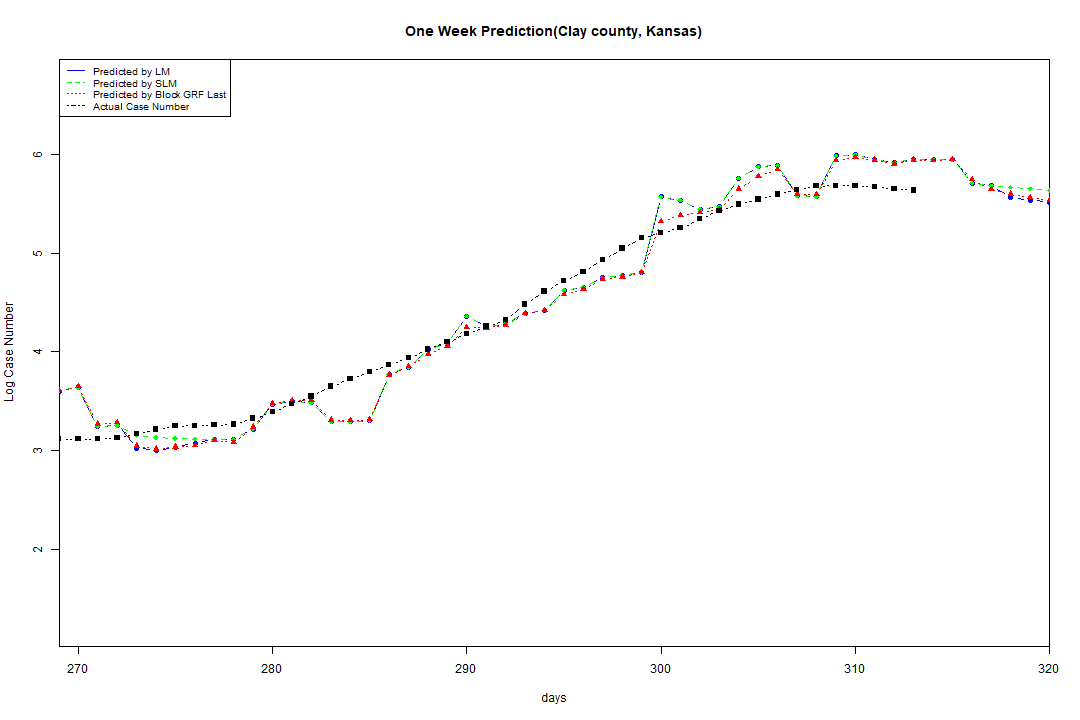 One Week Prediction(Clay county, Kansas)
Predicted by LM
Predicted by SLM
Predicted by Block GRF Last
Actual Case Number
6
5
4
3
2
Log Case Number
270 280 290 300 310 320
days